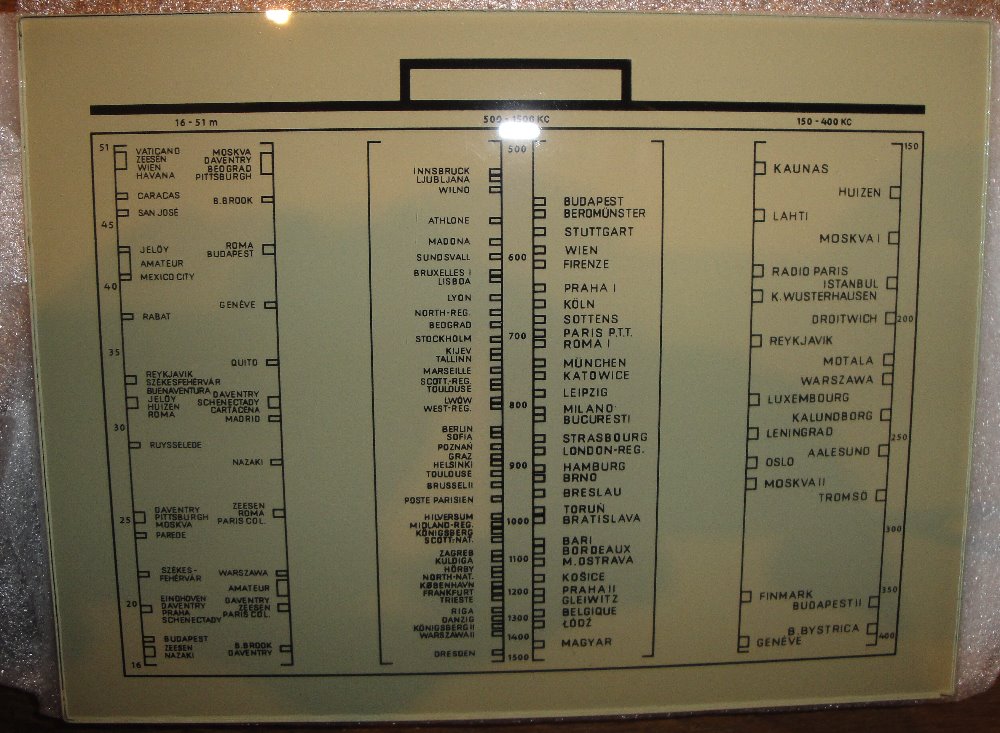 16 - 51 m
500 - 1500 KC
150 - 400 KC
51
VATICANO
ZEESEN
WIEN
HAVANA
CARACAS
SAN JOSÉ
45
JELÖY
AMATEUR
MEXICO CITY
40
RABAT
35
REYKJAVIK
SZÉKESFEHÉRVÁR
BUENAVENTURA
JELÖY
HUIZEN
ROMA
30
RUYSSELEDE
25
DAVENTRY
PITTSBURGH
MOSKVA
PAREDE
SZÉKES-
FEHÉRVÁR
20
EINDHOVEN
DAVENTRY
PRAHA
SCHENECTADY
BUDAPEST
ZEESEN
NAZAKI
16
MOSKVA
DAVENTRY
BEOGRAD
PITTSBURGH
B.BROOK
ROMA
BUDAPEST
GENÈVE
QUITO
DAVENTRY
SCHENECTADY
CARTACENA
MADRID
NAZAKI
ZEESEN
ROMA
PARIS COL.
WARSZAWA
AMATEUR
DAVENTRY
ZEESEN
PARIS COL.
B.BROOK
DAVENTRY
INNSBRUCK
LJUBLJANA
WILNO
ATHLONE
MADONA
SUNDSVALL
BRUXELLES I
LISBOA
LYON
NORTH-REG.
BEOGRAD
STOCKHOLM
KIJEV
TALLINN
MARSEILLE
SCOTT.-REG.
TOULOUSE
LWÓW
WEST-REG.
BERLIN
SOFIA
POZNAŃ
GRAZ
HELSINKI
TOULOUSE
BRUSSEL II
POSTE PARISIEN
HILVERSUM
MIDLAND-REG.
KÖNIGSBERG
SCOTT.-NAT.
ZAGREB
KULDIGA
HÖRBY
NORTH-NAT.
KØBENHAVN
FRANKFURT
TRIESTE
RIGA
DANZIG
KÖNIGSBERG II
WARSZAWA II
DRESDEN
500
600
700
800
900
1000
1100
1200
1300
1400
1500
BUDAPEST
BEROMÜNSTER
STUTTGART
WIEN
FIRENZE
PRAHA I
KÖLN
SOTTENS
PARIS P.T.T.
ROMA I
MÜNCHEN
KATOWICE
LEIPZIG
MILANO
BUCURESTI
STRASBOURG
LONDON-REG.
HAMBURG
BRNO
BRESLAU
TORUŃ
BRATISLAVA
BARI
BORDEAUX
M.OSTRAVA
KOŠICE
PRAHA II
GLEIWITZ
BELGIQUE
ŁÓDŹ
MAGYAR
KAUNAS
LAHTI
RADIO PARIS
K.WUSTERHAUSEN
REYKJAVIK
LUXEMBOURG
LENINGRAD
OSLO
MOSKVA II
FINMARK
GENÉVE
HUIZEN
MOSKVA I
ISTANBUL
DROITWICH
MOTALA
WARSZAWA
KALUNDBORG
AALESUND
TROMSÖ
BUDAPEST II
B.BYSTRICA
150
200
250
300
350
400